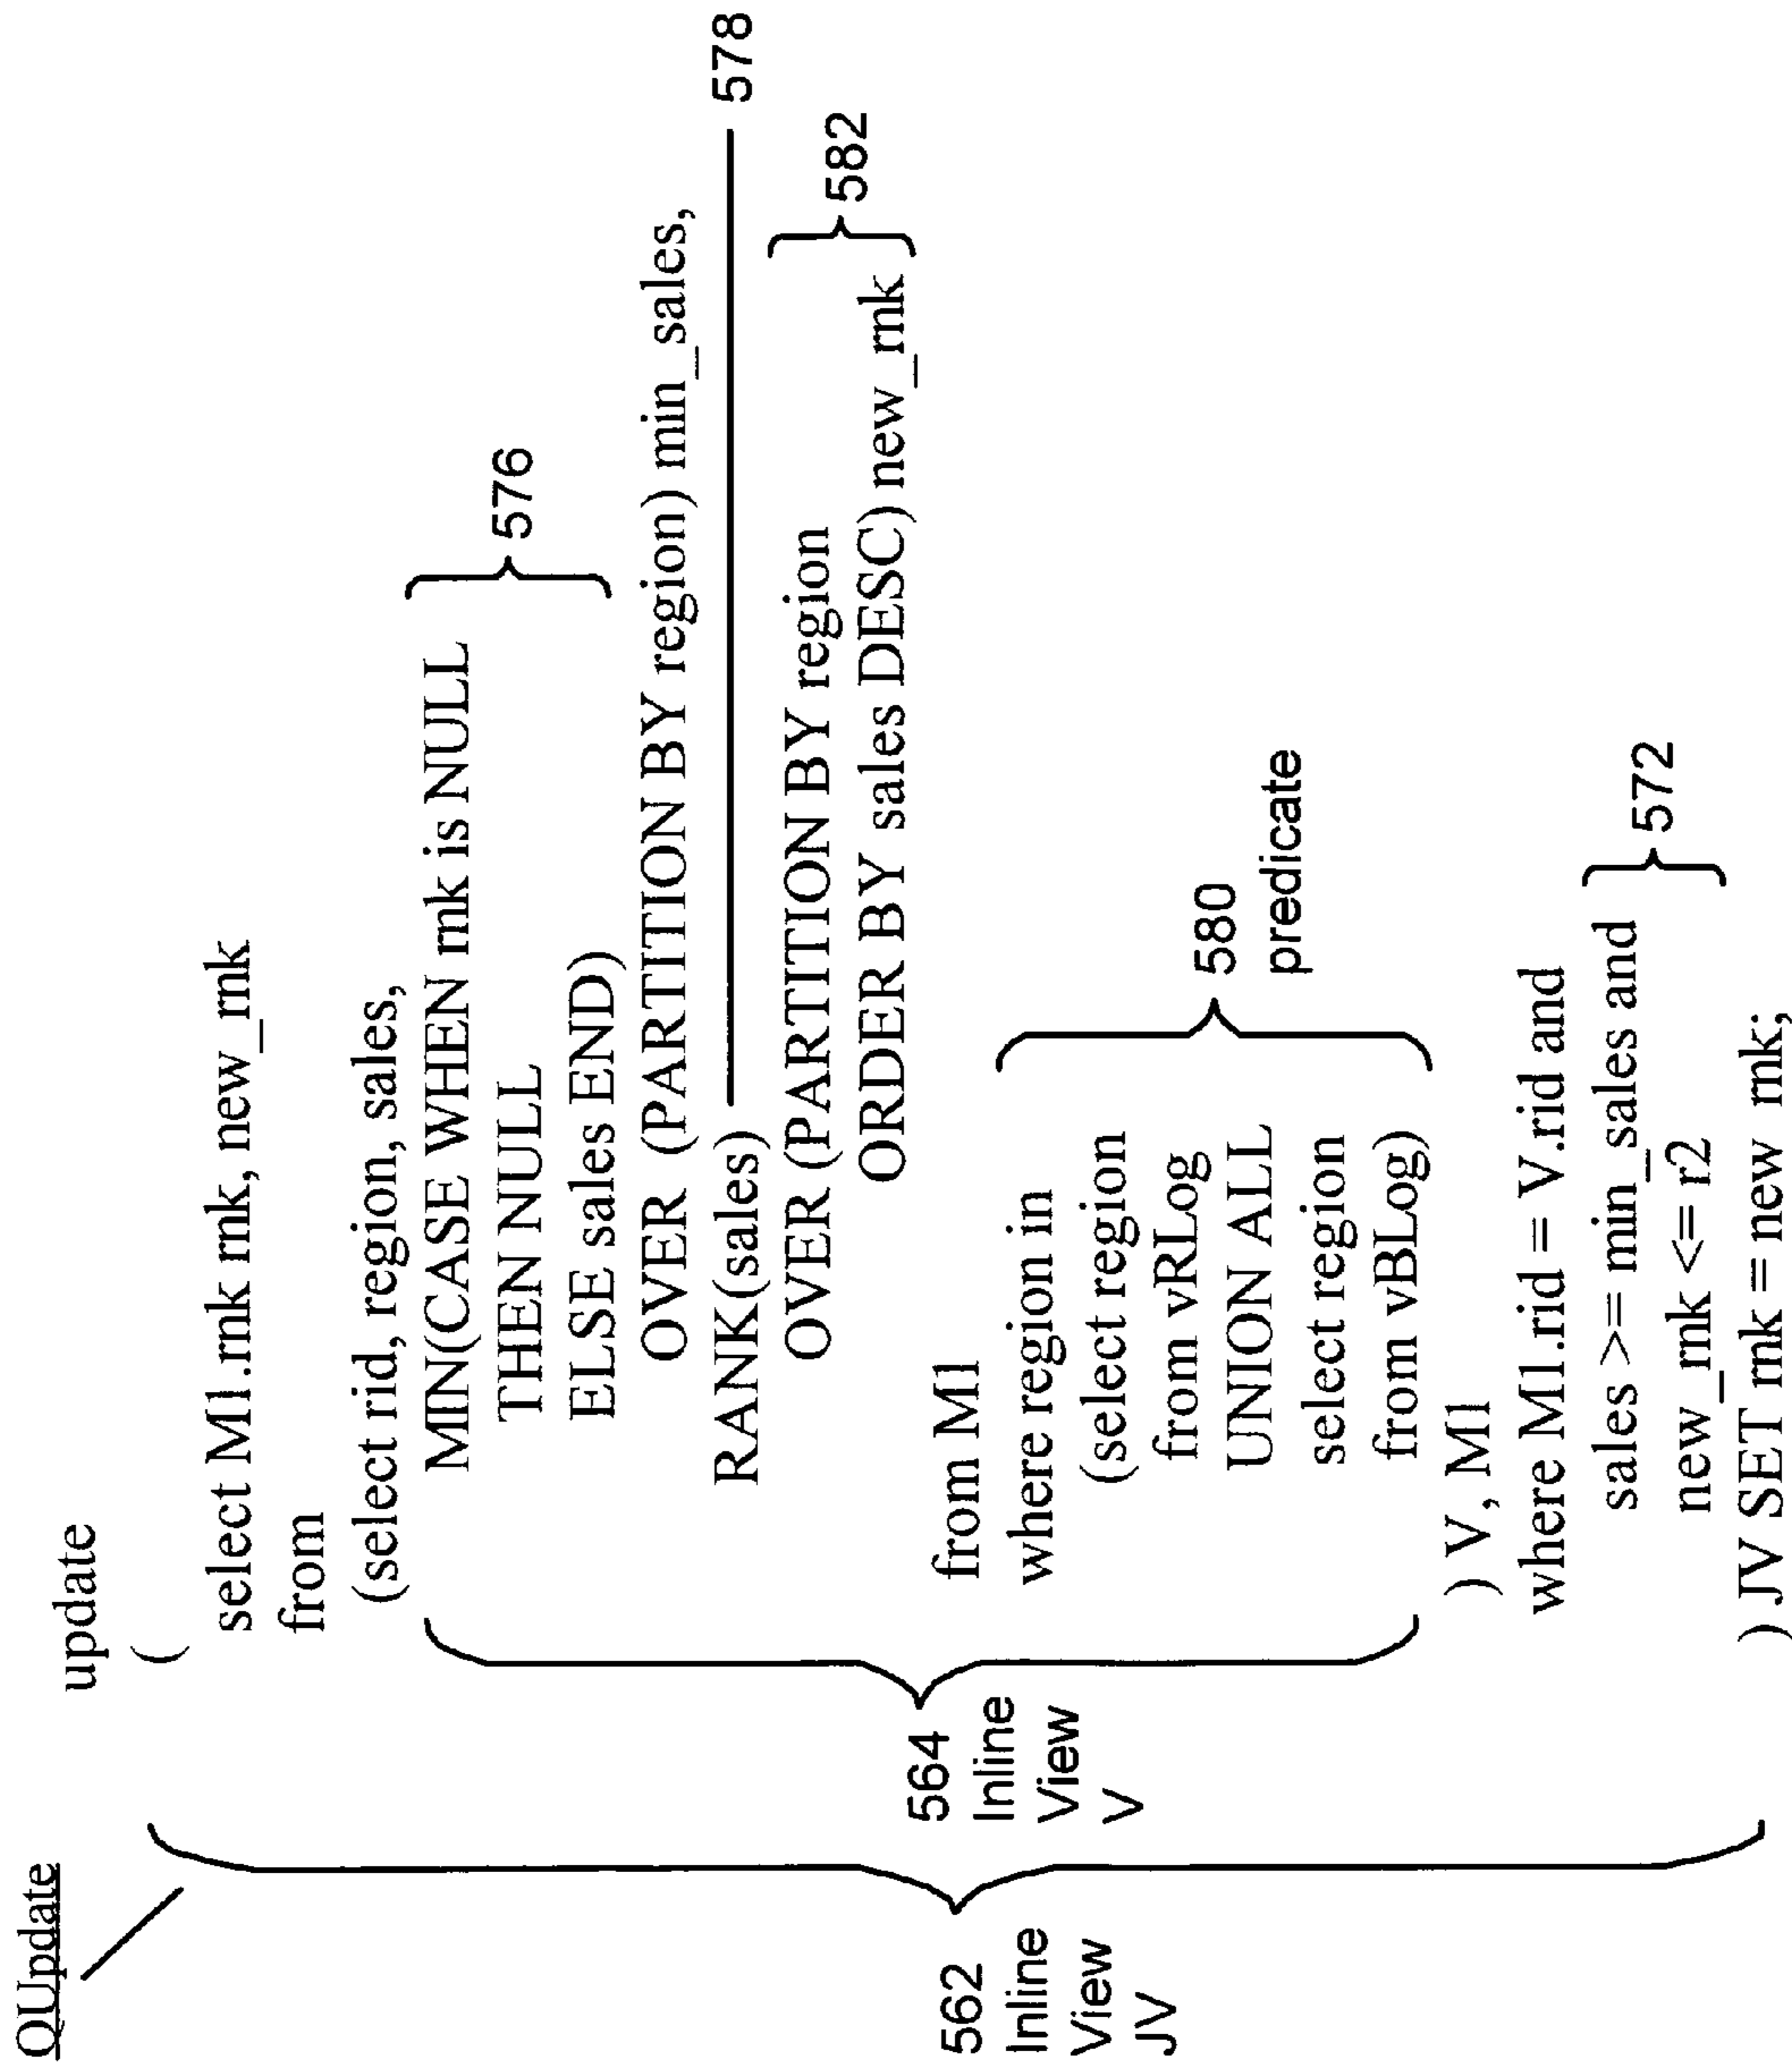 QUpdate
update
(
select M1.rnk rnk, new_rnk
from
(select rid, region, sales,
MIN(CASE WHEN rnk is NULL
THEN NULL
ELSE sales END)
576
OVER (PARTITION BY region) min_sales,
RANK(sales)
578
OVER (PARTITION BY region
ORDER BY sales DESC) new_rnk
582
from M1
where region in
(select region
from vRLog
UNION ALL
select region
from vBLog)
580
predicate
) V, M1
where M1.rid = V.rid and
sales >= min_sales and
new_rnk <= r2
572
) JV SET rnk = new rnk;
564
Inline
View
V
562
Inline
View
JV